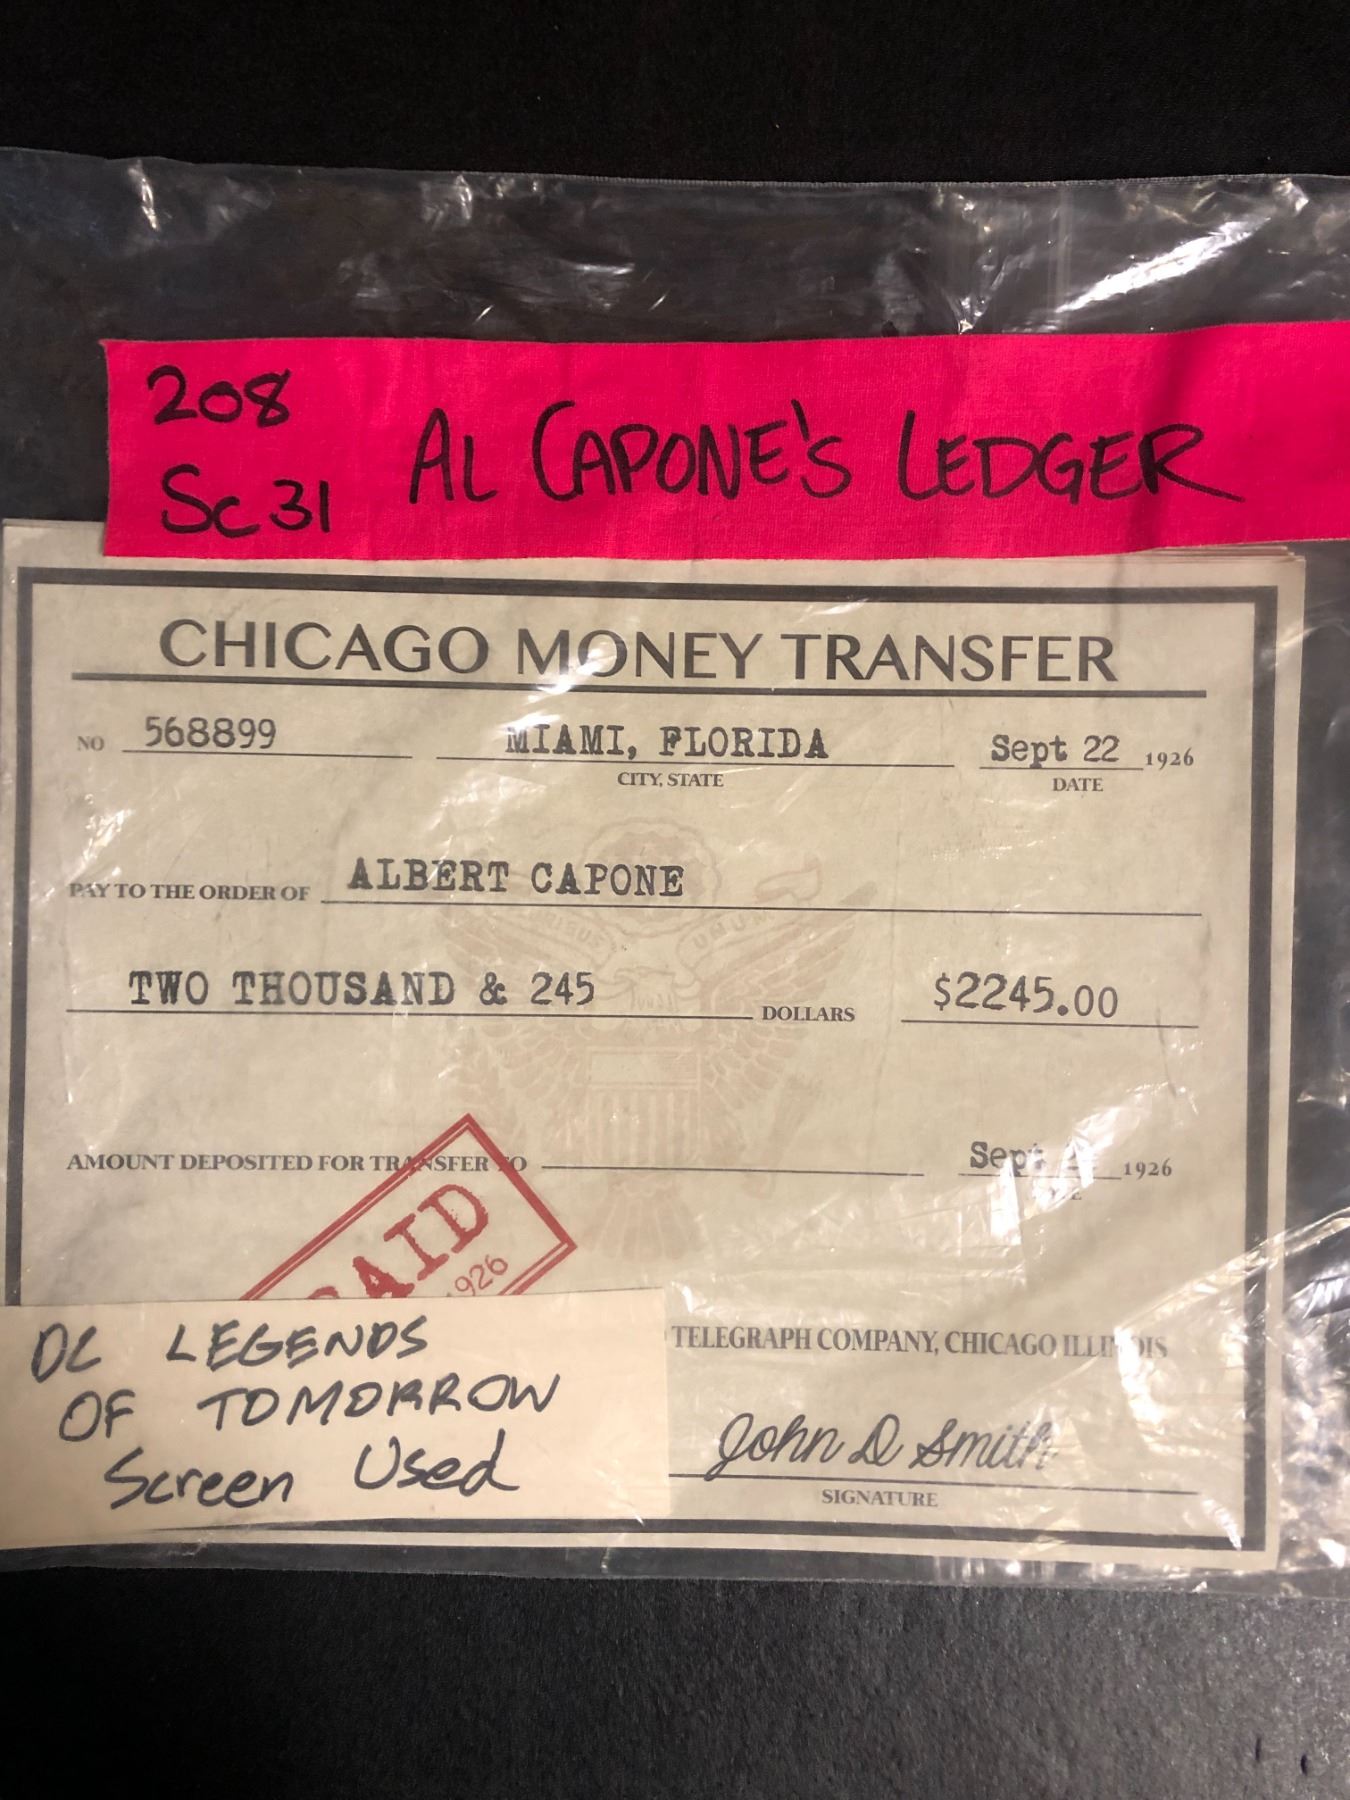 208
Sc 31
AL CAPONE'S LEDGER
CHICAGO MONEY TRANSFER
NO 568899 MIAMI, FLORIDA Sept 22 1926
CITY, STATE DATE
PAY TO THE ORDER OF ALBERT CAPONE
TWO THOUSAND & 245 DOLLARS $2245.00
AMOUNT DEPOSITED FOR TRANSFER TO Sept 1926
TELEGRAPH COMPANY, CHICAGO ILLINOIS
John D Smith
SIGNATURE
DC LEGENDS
OF TOMORROW
Screen Used